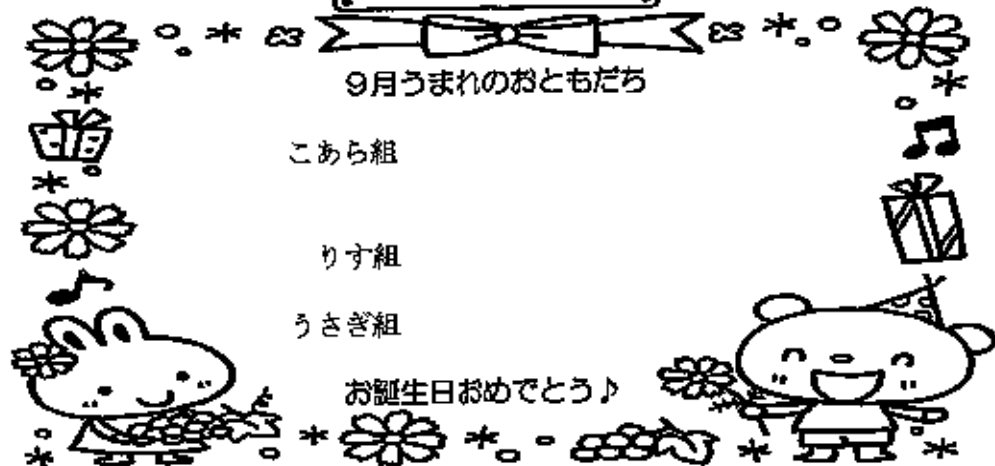 9月うまれのおともだち
こあら組
りす組
うさぎ組
お誕生日おめでとう♪